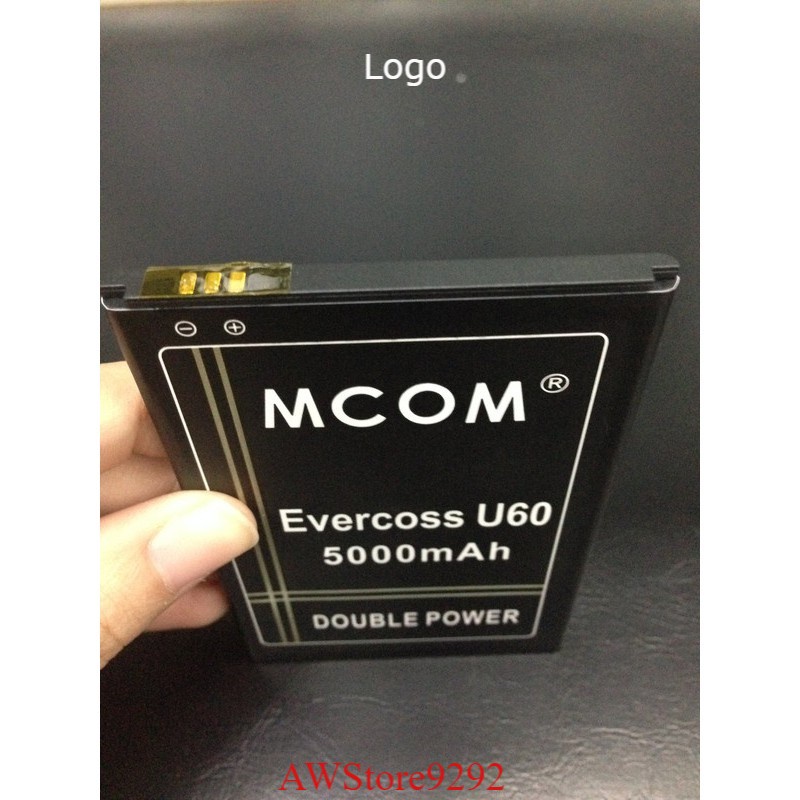 Logo
⊖ ⊕
MCOM®
Evercoss U60
5000mAh
DOUBLE POWER
AWStore9292